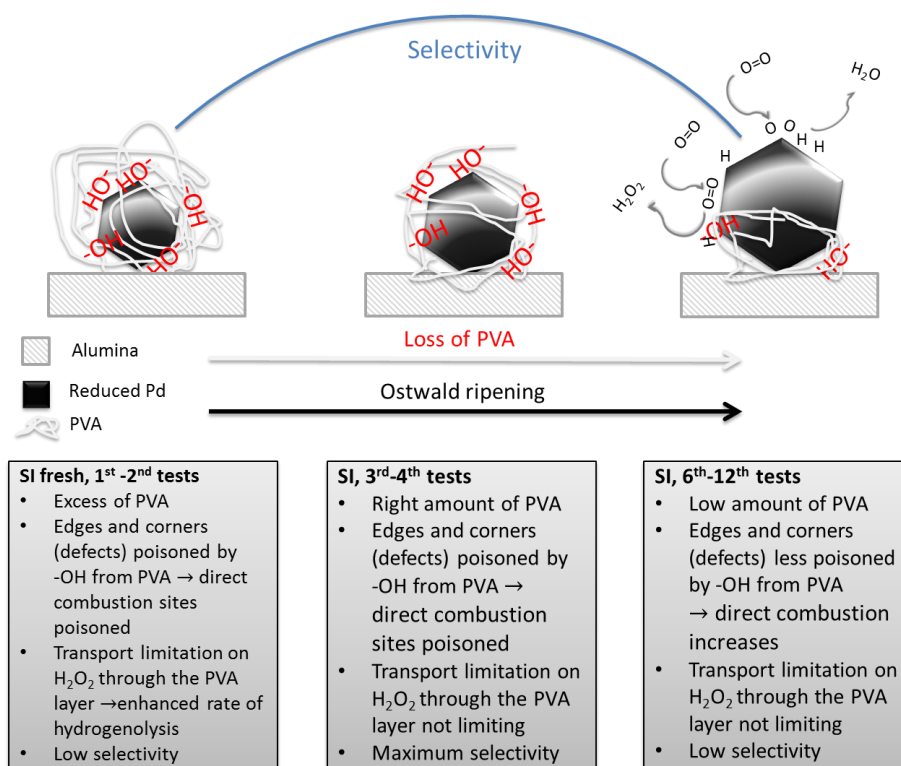 Selectivity
O=O
H₂O
O O
H H
O=O
H
O=O
H₂O₂
H
HO⁻
HO⁻
-OH
-OH
HO⁻
HO⁻
HO⁻
-OH
-OH
HO⁻
HO
HO⁻
Loss of PVA
Alumina
Ostwald ripening
Reduced Pd
PVA
SI fresh, 1st -2nd tests
• Excess of PVA
• Edges and corners
(defects) poisoned by
-OH from PVA → direct
combustion sites
poisoned
• Transport limitation on
H₂O₂ through the PVA
layer →enhanced rate of
hydrogenolysis
• Low selectivity
SI, 3rd-4th tests
• Right amount of PVA
• Edges and corners
(defects) poisoned by
-OH from PVA →
direct combustion
sites poisoned
• Transport limitation on
H₂O₂ through the PVA
layer not limiting
• Maximum selectivity
SI, 6th-12th tests
• Low amount of PVA
• Edges and corners
(defects) less poisoned
by -OH from PVA
→ direct combustion
increases
• Transport limitation on
H₂O₂ through the PVA
layer not limiting
• Low selectivity